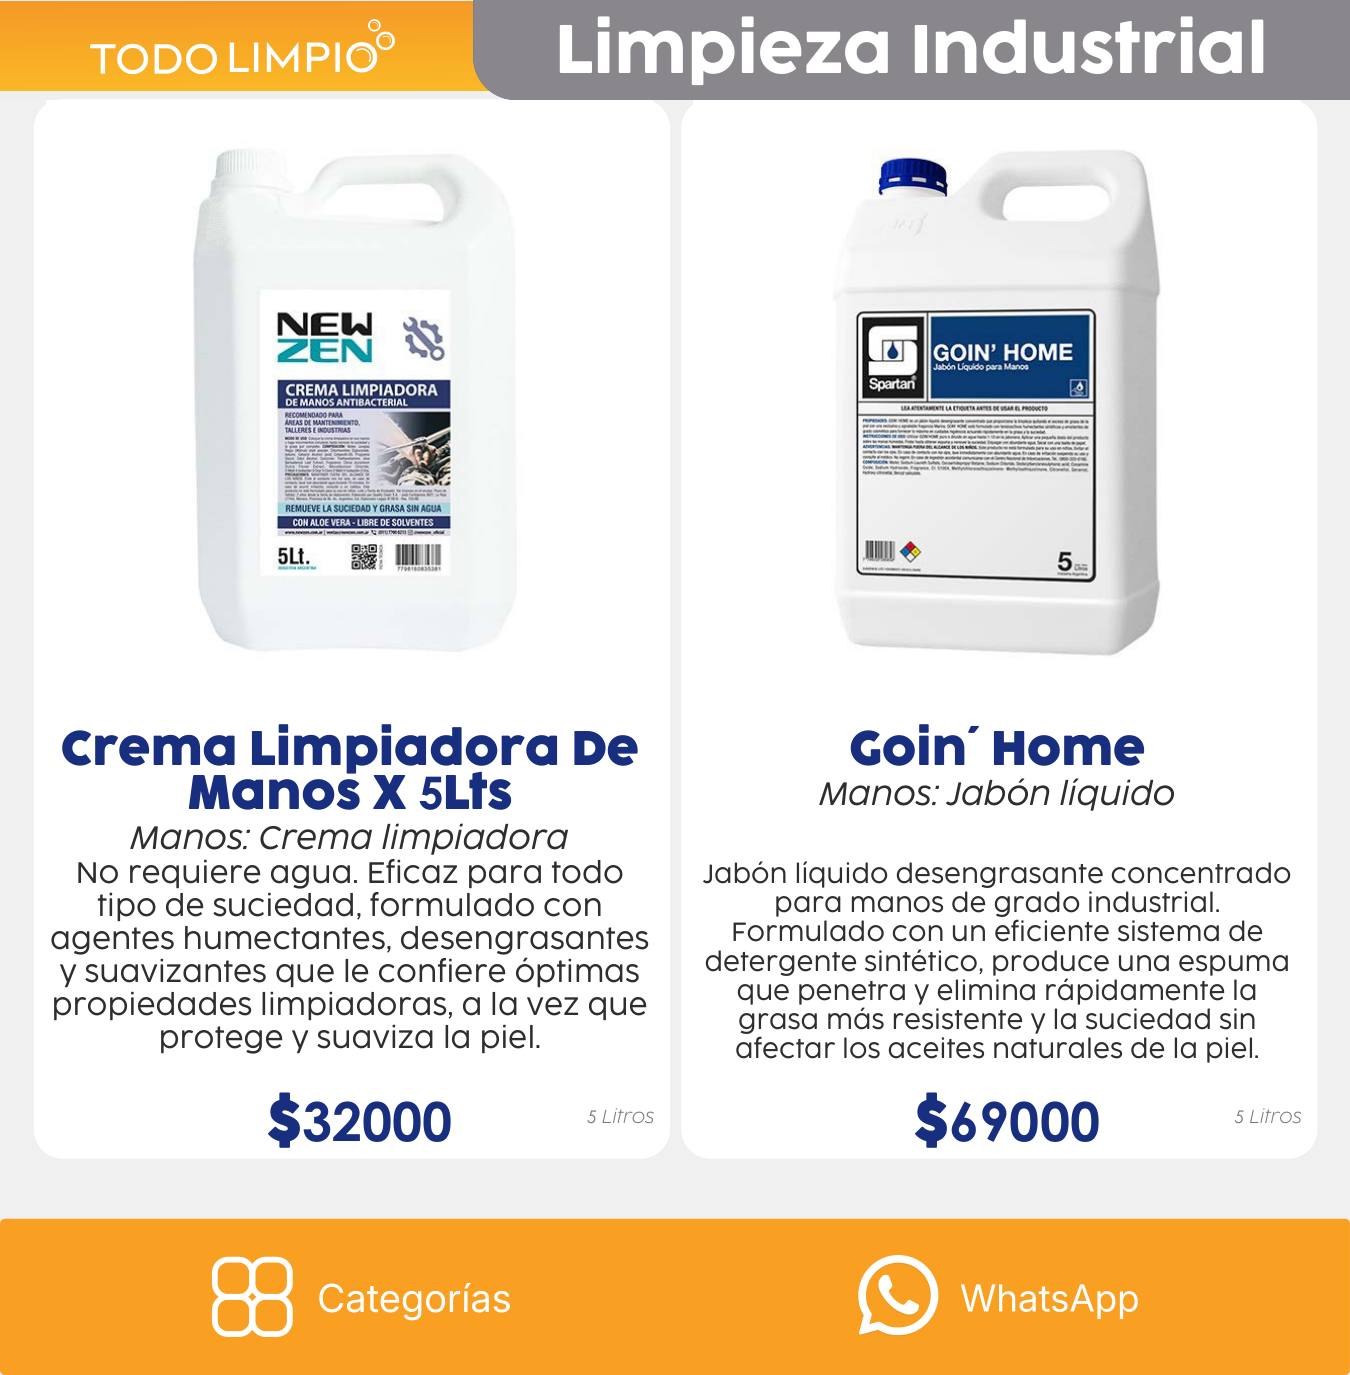 TODO LIMPIO
Limpieza Industrial
NEW
ZEN
CREMA LIMPIADORA
DE MANOS ANTIBACTERIAL
RECOMENDADO PARA
ÁREAS DE MANTENIMIENTO,
TALLERES E INDUSTRIAS
REMUEVE LA SUCIEDAD Y GRASA SIN AGUA
CON ALOE VERA - LIBRE DE SOLVENTES
5Lt.
Spartan
GOIN' HOME
Jabón Líquido para Manos
LEA ATENTAMENTE LA ETIQUETA ANTES DE USAR EL PRODUCTO
5
Crema Limpiadora De
Manos X 5Lts
Manos: Crema limpiadora
No requiere agua. Eficaz para todo
tipo de suciedad, formulado con
agentes humectantes, desengrasantes
y suavizantes que le confiere óptimas
propiedades limpiadoras, a la vez que
protege y suaviza la piel.
$32000
5 Litros
Goin´ Home
Manos: Jabón líquido
Jabón líquido desengrasante concentrado
para manos de grado industrial.
Formulado con un eficiente sistema de
detergente sintético, produce una espuma
que penetra y elimina rápidamente la
grasa más resistente y la suciedad sin
afectar los aceites naturales de la piel.
$69000
5 Litros
Categorías
WhatsApp